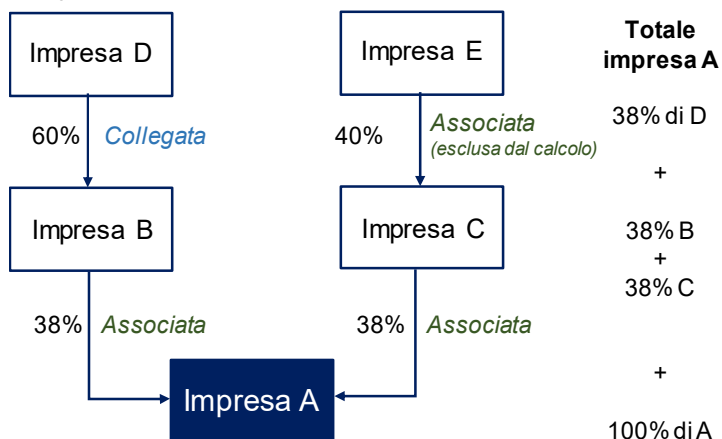 Impresa D
Impresa E
Totale
impresa A
60%
Collegata
40%
Associata
(esclusa dal calcolo)
38% di D
+
Impresa B
Impresa C
38% B
+
38% C
38%
Associata
38%
Associata
+
Impresa A
100% di A